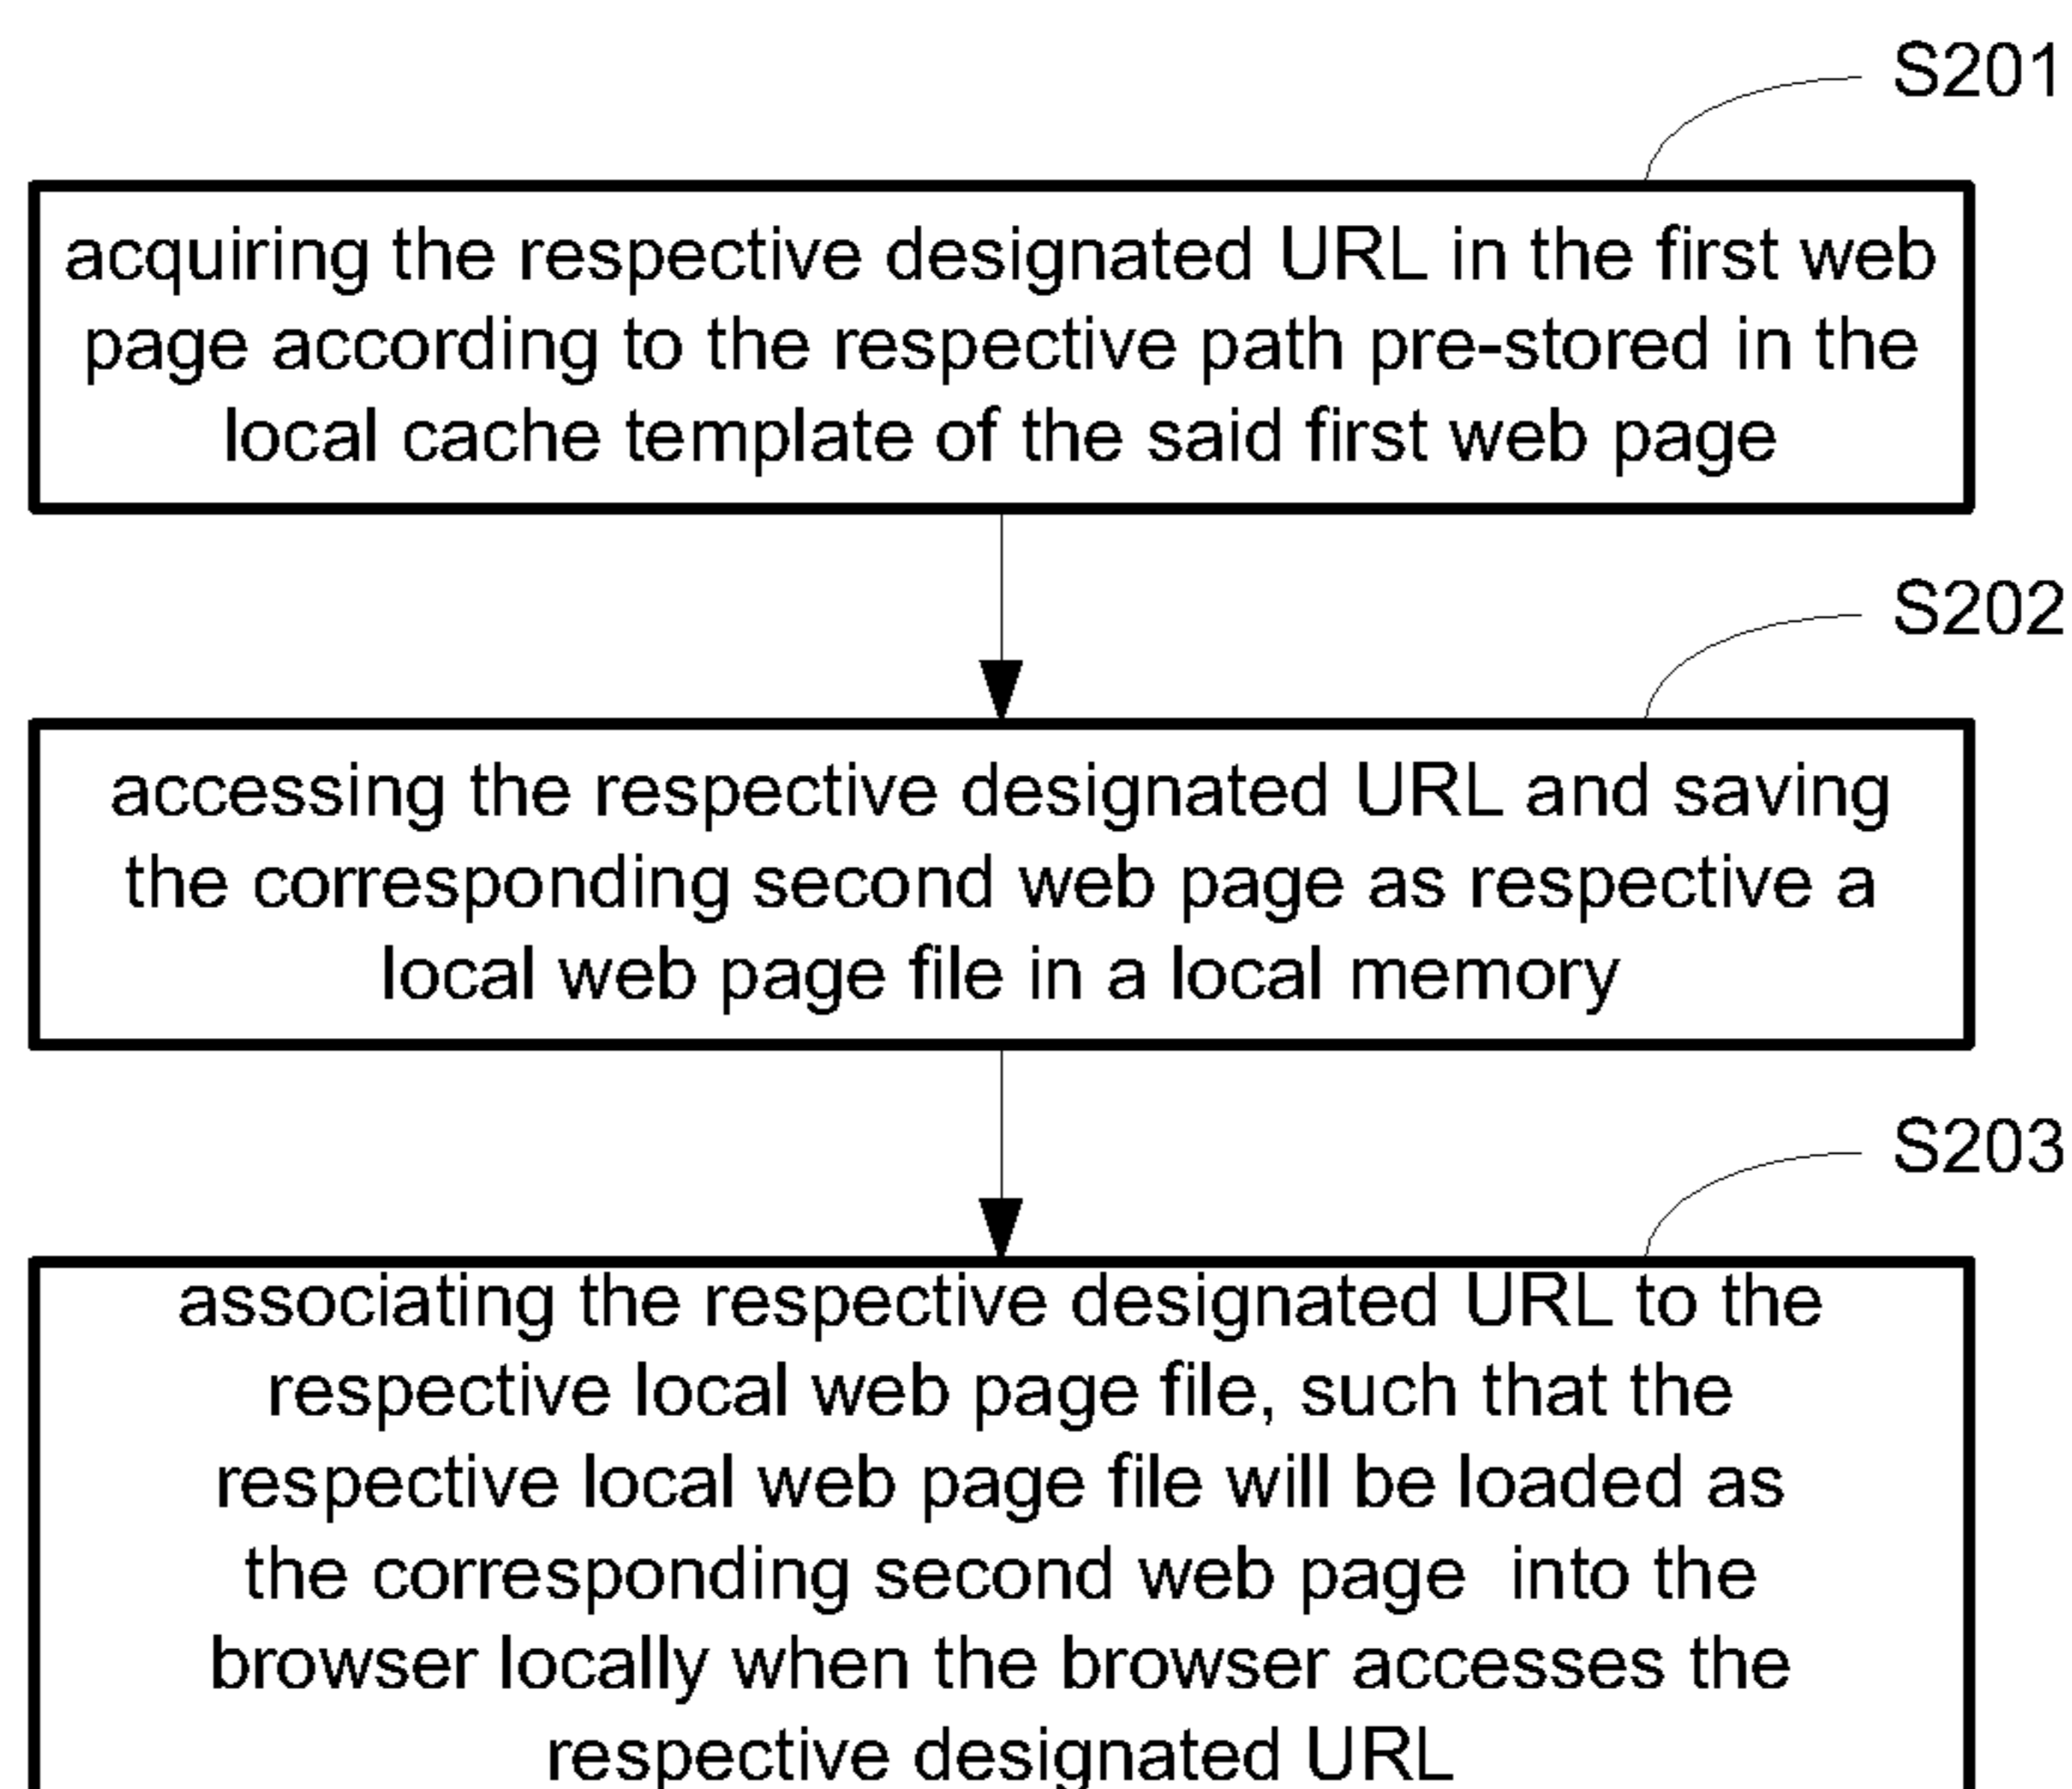 S201
acquiring the respective designated URL in the first web
page according to the respective path pre-stored in the
local cache template of the said first web page
S202
accessing the respective designated URL and saving
the corresponding second web page as respective a
local web page file in a local memory
S203
associating the respective designated URL to the
respective local web page file, such that the
respective local web page file will be loaded as
the corresponding second web page into the
browser locally when the browser accesses the
respective designated URL